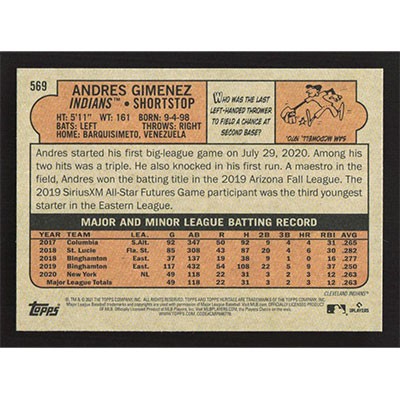 569
ANDRES GIMENEZ
INDIANS™ • SHORTSTOP
HT: 5'11" WT: 161 BORN: 9-4-98
BATS: LEFT THROWS: RIGHT
HOME: BARQUISIMETO, VENEZUELA
WHO WAS THE LAST
LEFT-HANDED THROWER
TO FIELD A CHANCE AT
SECOND BASE?
SAM MCDOWELL, 1970.
Andres started his first big-league game on July 29, 2020. Among his
two hits was a triple. He also knocked in his first run. A maestro in the
field, Andres won the batting title in the 2019 Arizona Fall League. The
2019 SiriusXM All-Star Futures Game participant was the third youngest
starter in the Eastern League.
MAJOR AND MINOR LEAGUE BATTING RECORD
YEAR TEAM LEA. G AB R H 2B 3B HR RBI AVG.
2017 Columbia S.Atl. 92 347 50 92 9 4 4 31 .265
2018 St. Lucie Fla. St. 85 308 43 87 20 4 6 30 .282
2018 Binghamton East. 37 137 19 38 9 1 0 16 .277
2019 Binghamton East. 117 432 54 108 22 5 9 37 .250
2020 New York NL 49 118 22 31 3 2 3 12 .263
Major League Totals 49 118 22 31 3 2 3 12 .263
CLEVELAND INDIANS®
Topps